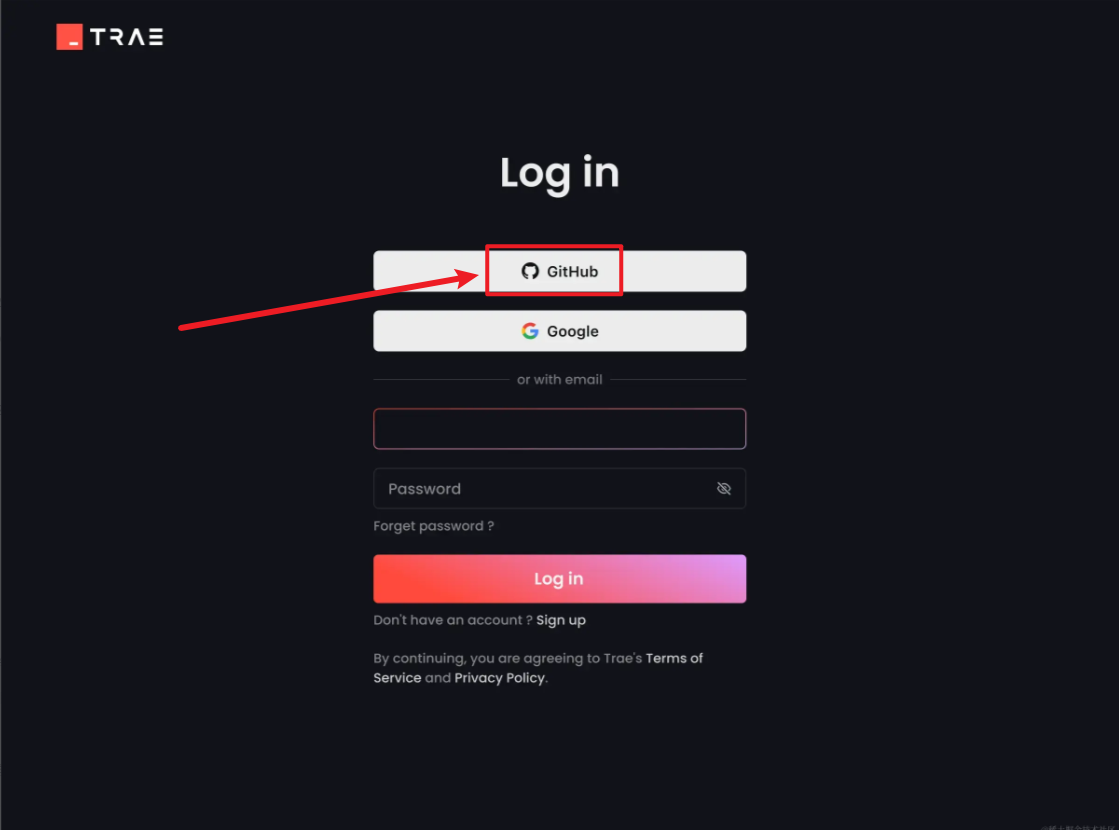 TRAE
Log in
GitHub
Google
or with email
Password
Forget password ?
Log in
Don't have an account ? Sign up
By continuing, you are agreeing to Trae's Terms of
Service and Privacy Policy.